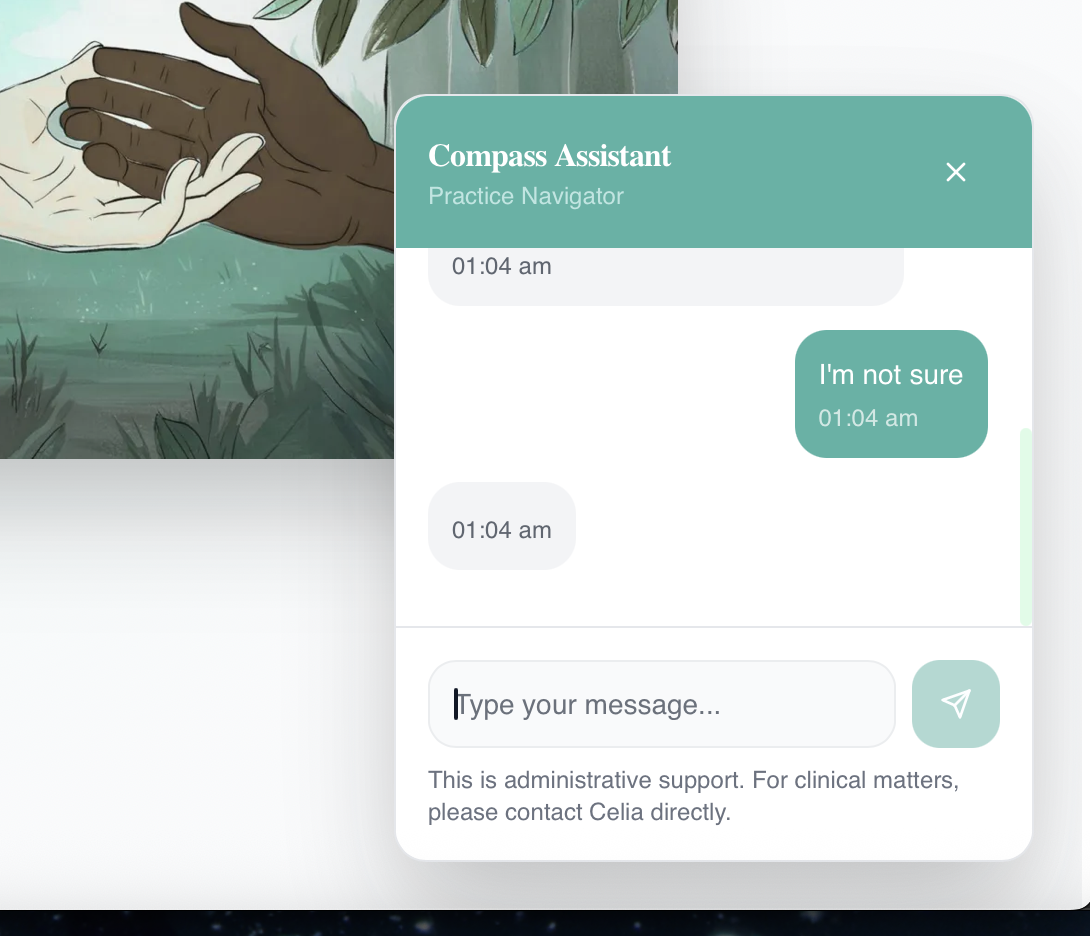 Compass Assistant
Practice Navigator
01:04 am
I'm not sure
01:04 am
01:04 am
Type your message...
This is administrative support. For clinical matters,
please contact Celia directly.